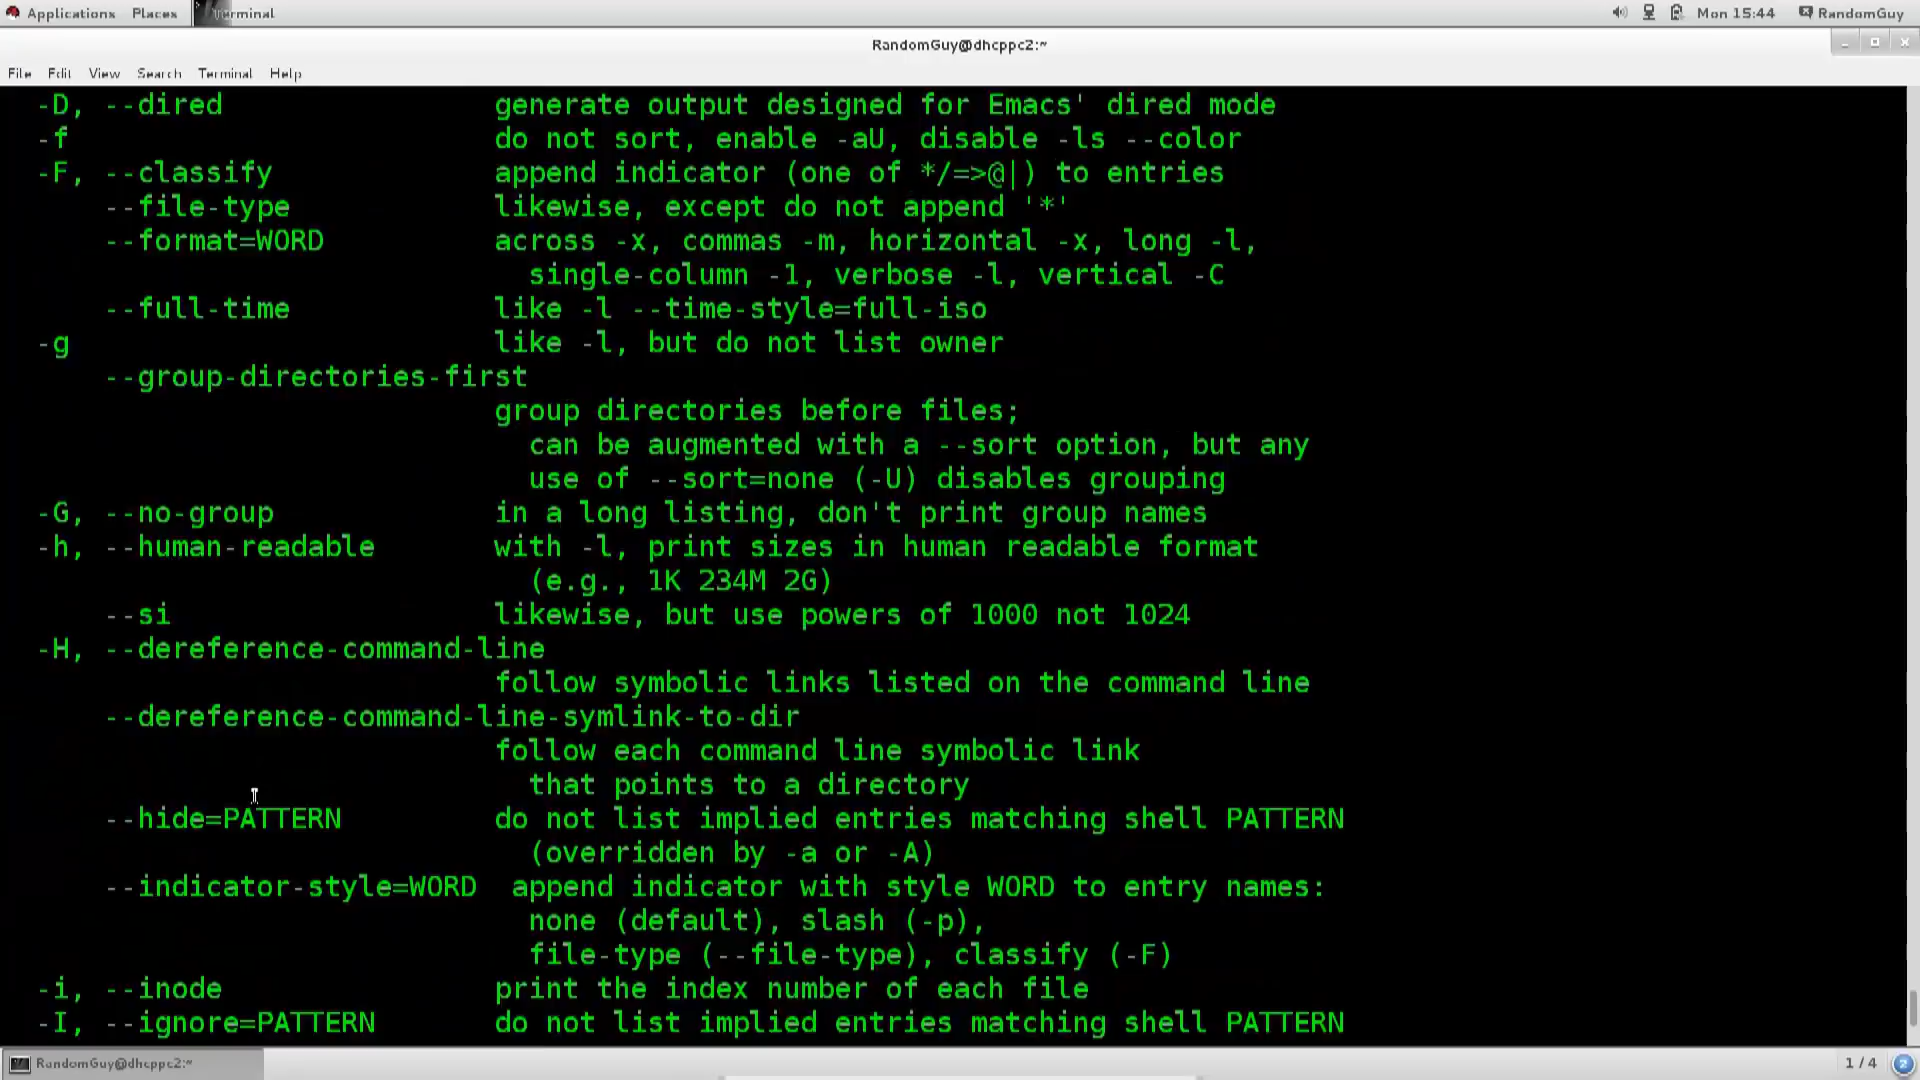 Applications Places Terminal Mon 15:44 RandomGuy
RandomGuy@dhcppc2:~
File Edit View Search Terminal Help
-D, --dired generate output designed for Emacs' dired mode
-f do not sort, enable -aU, disable -ls --color
-F, --classify append indicator (one of */=>@|) to entries
--file-type likewise, except do not append '*'
--format=WORD across -x, commas -m, horizontal -x, long -l,
single-column -1, verbose -l, vertical -C
--full-time like -l --time-style=full-iso
-g like -l, but do not list owner
--group-directories-first
group directories before files;
can be augmented with a --sort option, but any
use of --sort=none (-U) disables grouping
-G, --no-group in a long listing, don't print group names
-h, --human-readable with -l, print sizes in human readable format
(e.g., 1K 234M 2G)
--si likewise, but use powers of 1000 not 1024
-H, --dereference-command-line
follow symbolic links listed on the command line
--dereference-command-line-symlink-to-dir
follow each command line symbolic link
that points to a directory
--hide=PATTERN do not list implied entries matching shell PATTERN
(overridden by -a or -A)
--indicator-style=WORD append indicator with style WORD to entry names:
none (default), slash (-p),
file-type (--file-type), classify (-F)
-i, --inode print the index number of each file
-I, --ignore=PATTERN do not list implied entries matching shell PATTERN
RandomGuy@dhcppc2:~ 1 / 4 2